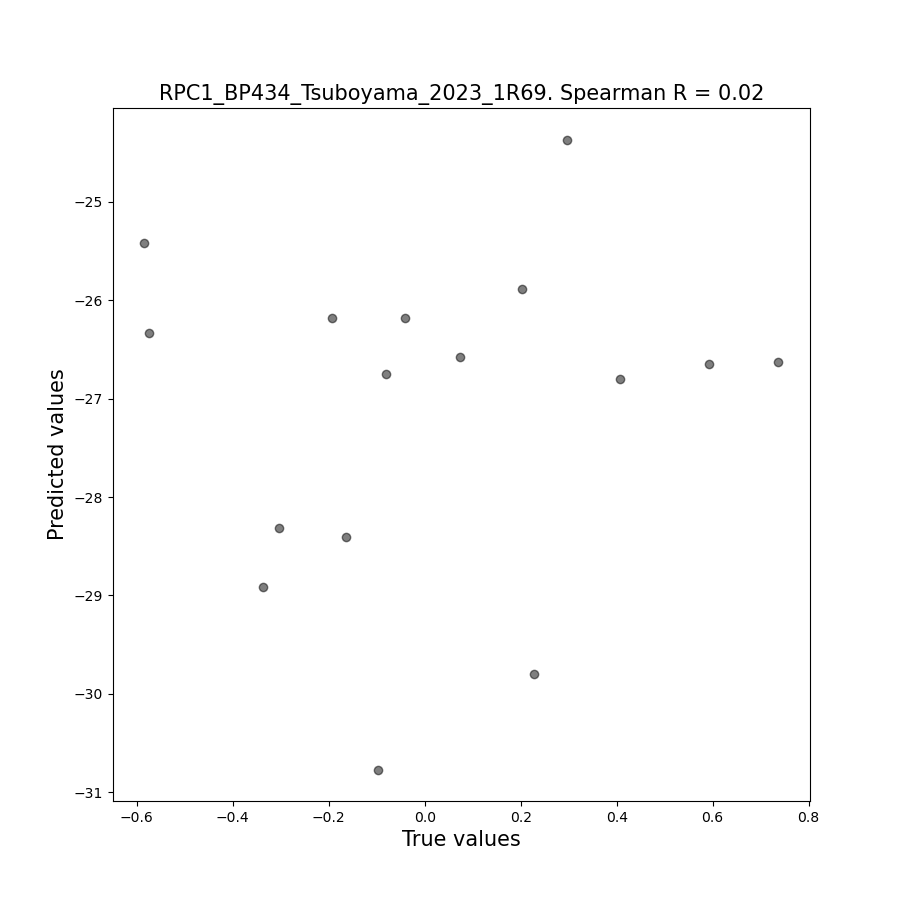 RPC1_BP434_Tsuboyama_2023_1R69. Spearman R = 0.02
−25
−26
−27
−28
−29
−30
−31
Predicted values
−0.6 −0.4 −0.2 0.0 0.2 0.4 0.6 0.8
True values